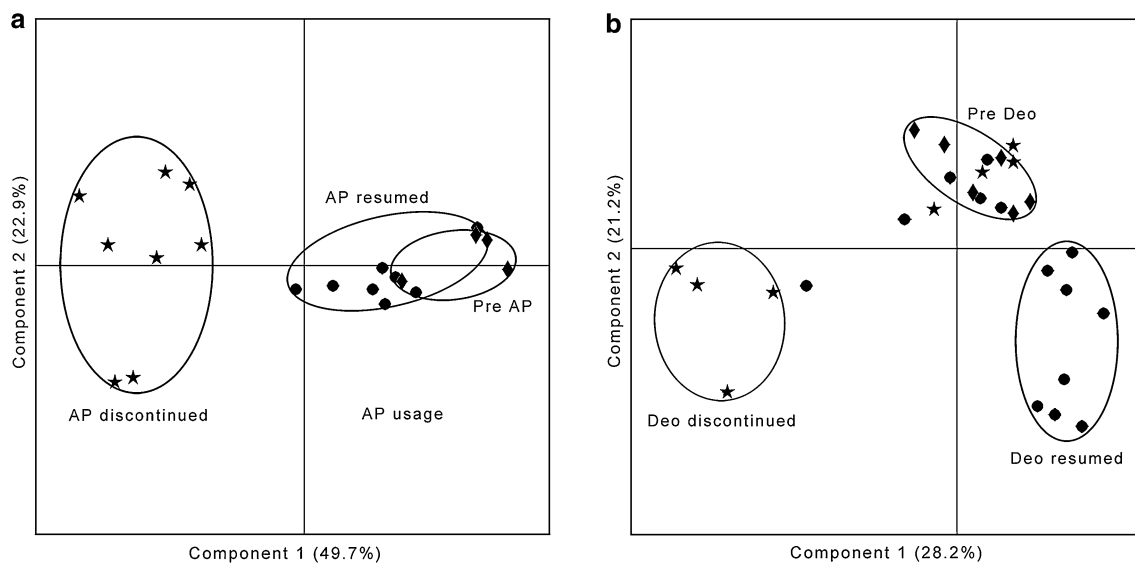 a
Component 2 (22.9%)
AP resumed
Pre AP
AP discontinued
AP usage
Component 1 (49.7%)
b
Component 2 (21.2%)
Pre Deo
Deo discontinued
Deo resumed
Component 1 (28.2%)